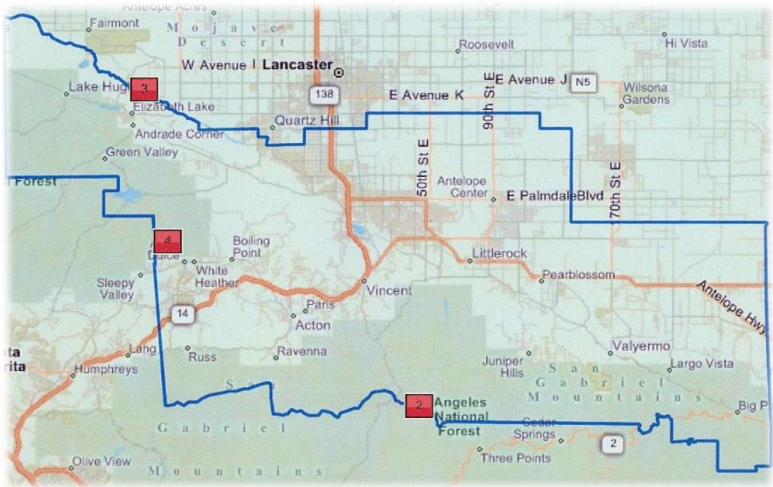 Antelope Acres
Fairmont
Mojave
Desert
Roosevelt
Hi Vista
W Avenue I Lancaster
E Avenue J
N5
Lake Hug
3
138
E Avenue K
90th St E
Wilsona
Gardens
Elizabeth Lake
Quartz Hill
Andrade Corner
Green Valley
50th St E
170th St E
Forest
Antelope
Center
E PalmdaleBlvd
4
Dulce
Boiling
Point
White
Heather
Sleepy
Valley
Littlerock
Pearblossom
Vincent
Antelope Hwy
14
Paris
Acton
Lang
Russ
Ravenna
ta
rita
Humphreys
Juniper
Hills
Valyermo
Largo Vista
San
Gabriel
Mountains
Sa
2
Angeles
National
Forest
Big P
Gabriel
Cedar
Springs
2
Three Points
Olive View
Mountains